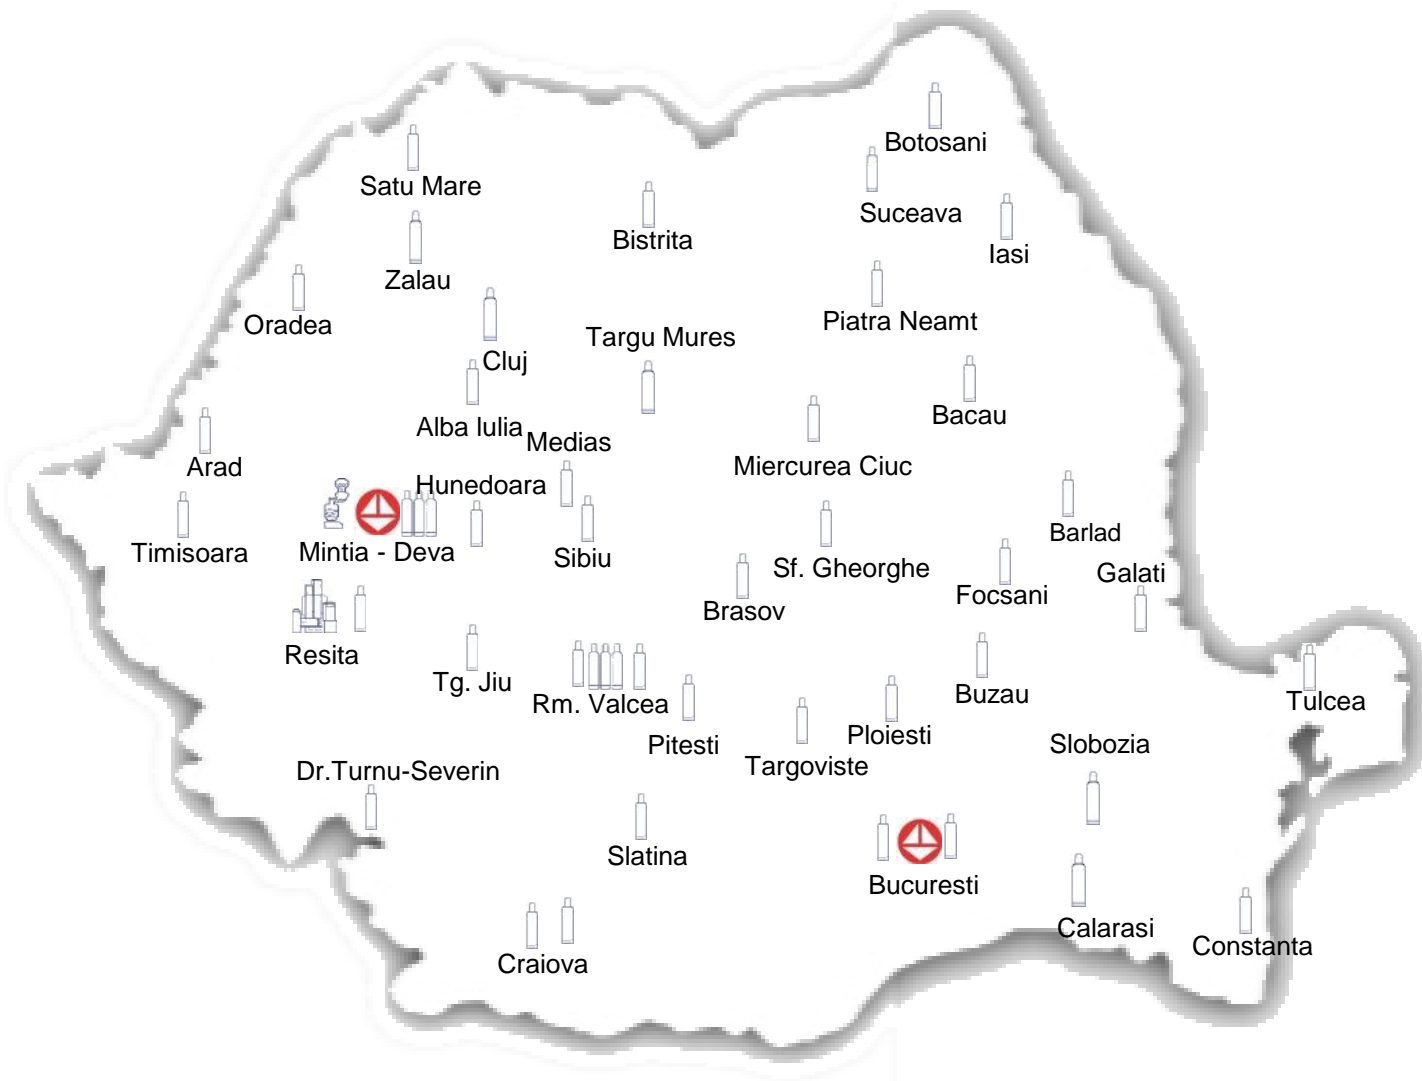 Botosani
Satu Mare
Suceava
Bistrita
Iasi
Zalau
Oradea
Piatra Neamt
Targu Mures
Cluj
Bacau
Alba Iulia
Medias
Arad
Miercurea Ciuc
Hunedoara
Barlad
Timisoara
Mintia - Deva
Sibiu
Sf. Gheorghe
Galati
Focsani
Brasov
Resita
Tg. Jiu
Buzau
Tulcea
Rm. Valcea
Ploiesti
Pitesti
Slobozia
Targoviste
Dr.Turnu-Severin
Slatina
Bucuresti
Calarasi
Constanta
Craiova